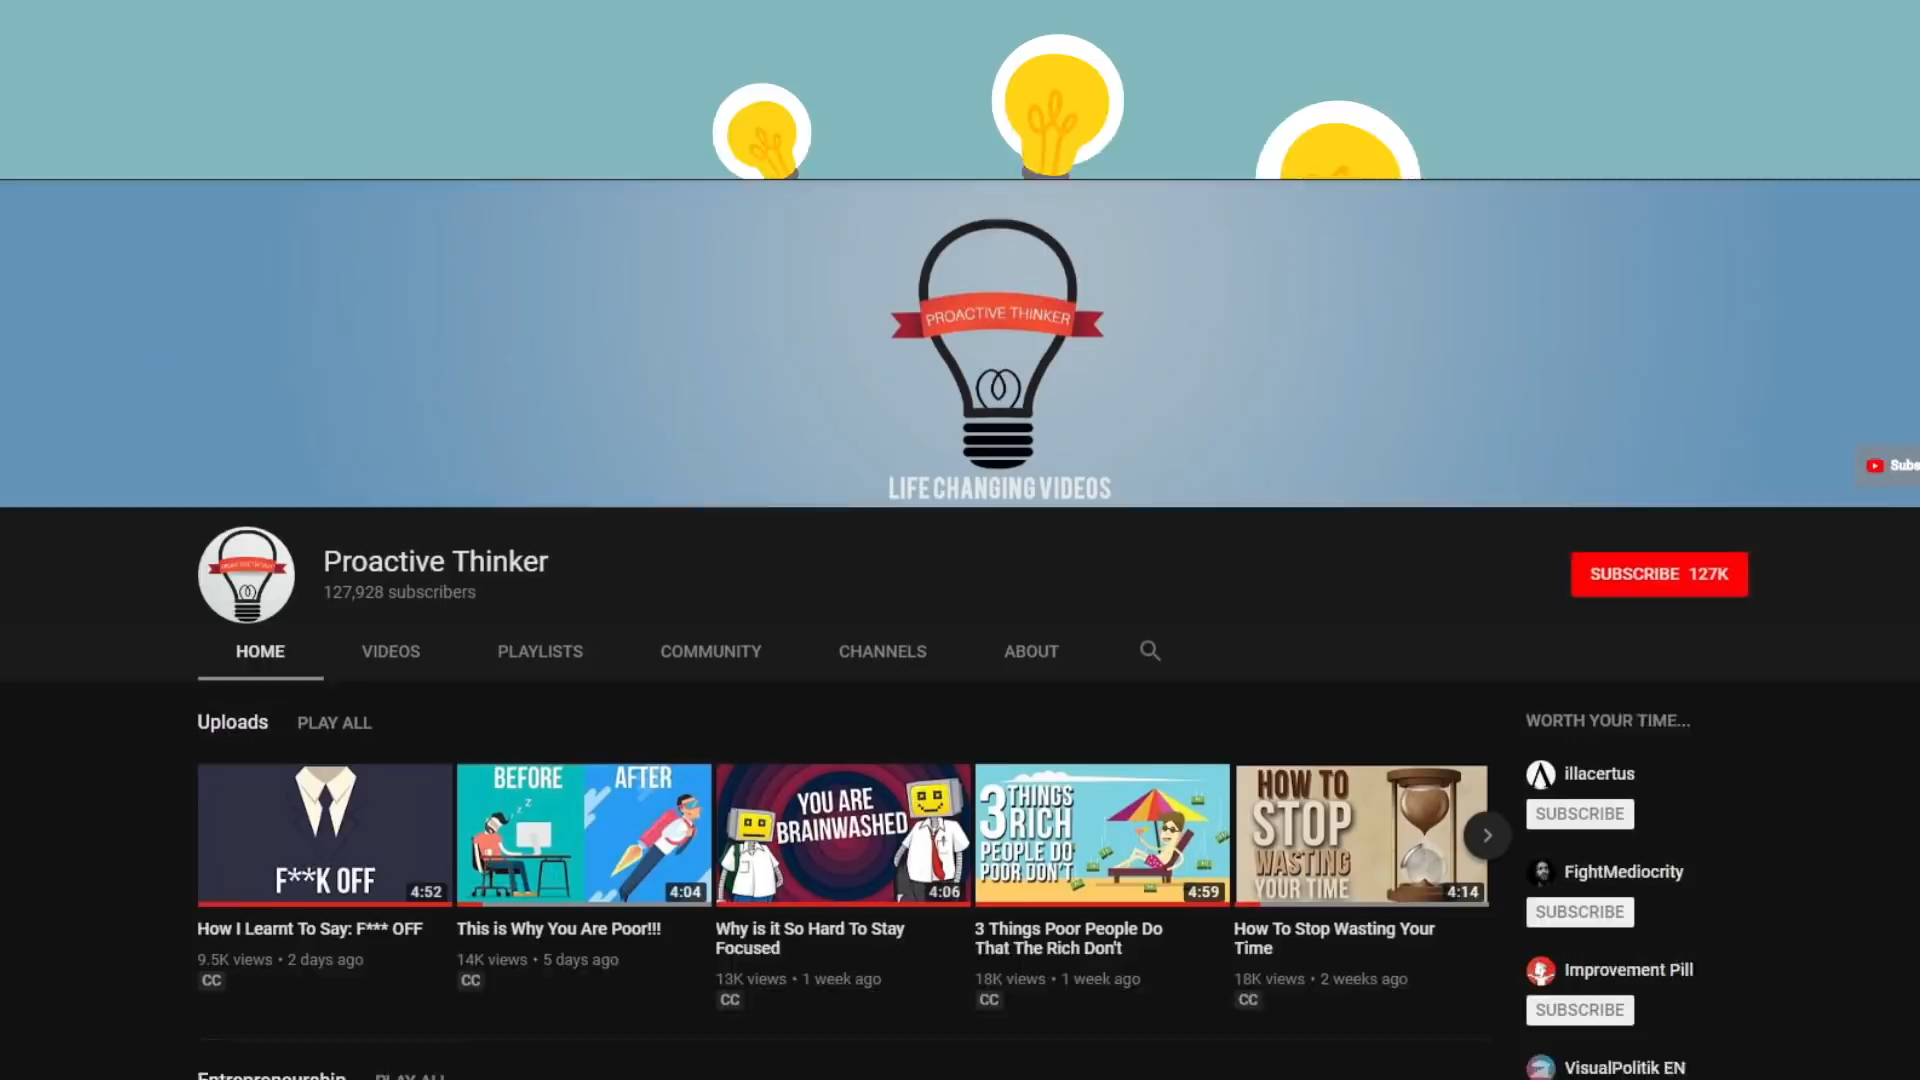 PROACTIVE THINKER
LIFE CHANGING VIDEOS
Subs
Proactive Thinker
127,928 subscribers
SUBSCRIBE 127K
HOME VIDEOS PLAYLISTS COMMUNITY CHANNELS ABOUT
Uploads PLAY ALL
F**K OFF
4:52
How I Learnt To Say: F*** OFF
9.5K views • 2 days ago
CC
BEFORE AFTER
4:04
This is Why You Are Poor!!!
14K views • 5 days ago
CC
YOU ARE
BRAINWASHED
4:06
Why is it So Hard To Stay
Focused
13K views • 1 week ago
CC
3 THINGS
RICH
PEOPLE DO
POOR DON'T
4:59
3 Things Poor People Do
That The Rich Don't
18K views • 1 week ago
CC
HOW TO
STOP
WASTING
YOUR TIME
4:14
How To Stop Wasting Your
Time
18K views • 2 weeks ago
CC
WORTH YOUR TIME...
illacertus
SUBSCRIBE
FightMediocrity
SUBSCRIBE
Improvement Pill
SUBSCRIBE
VisualPolitik EN
Entrepreneurship PLAY ALL